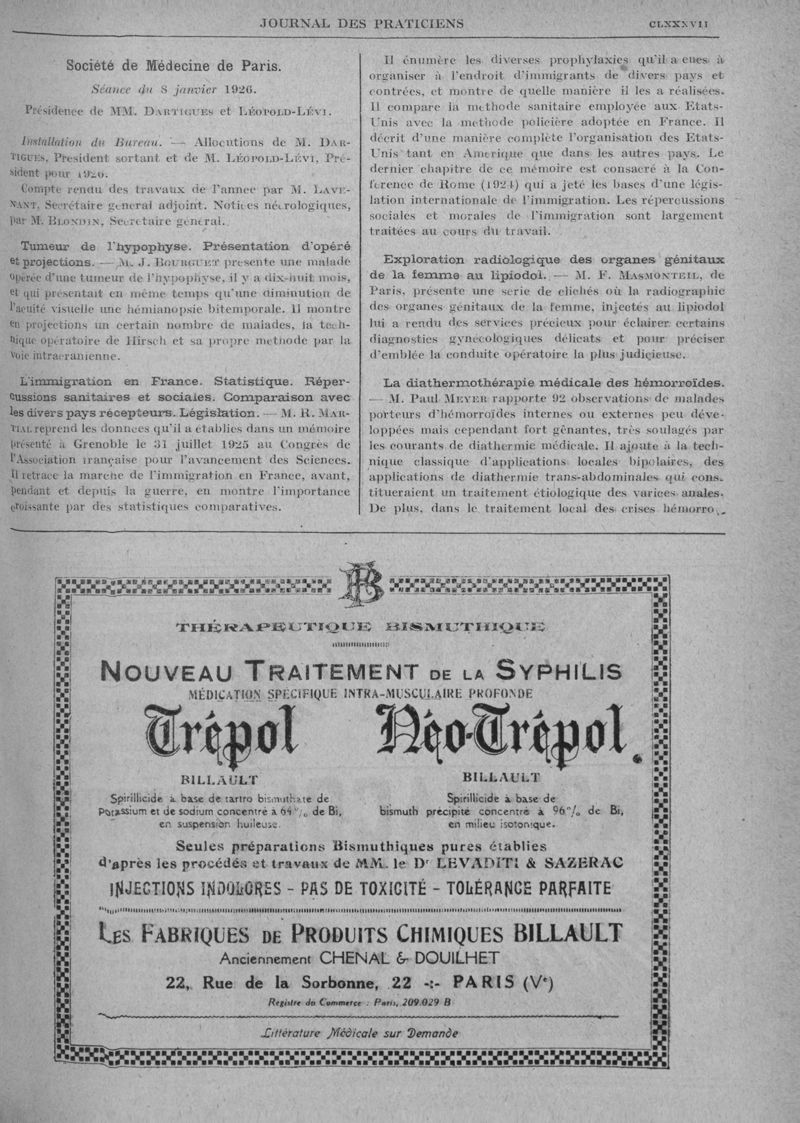 JOURNAL DES PRATICIENS
CLXXXVII
Société de Médecine de Paris.
Séance du 8 janvier 1926.
Présidence de MM. DARTIGUES et LÉOPOLD-LÉVI.
Installation du Bureau. — Allocutions de M. DAR-
TIGUES, Président sortant et de M. LÉOPOLD-LÉVI, Pré-
sident pour 1926.
Compte rendu des travaux de l'année par M. LAVE-
NANT, Secrétaire général adjoint. Notices nécrologiques,
par M. BLONDIN, Secrétaire général.
Tumeur de l'hypophyse. Présentation d'opéré
et projections. — M. J. BOURGUET présente une malade
opérée d'une tumeur de l'hypophyse, il y a dix-huit mois,
et qui présentait en même temps qu'une diminution de
l'acuité visuelle une hémianopsie bitemporale. Il montre
en projections un certain nombre de malades, la tech-
nique opératoire de Hirsch et sa propre méthode par la
voie intracranienne.
L'immigration en France. Statistique. Réper-
cussions sanitaires et sociales. Comparaison avec
les divers pays récepteurs. Législation. — M. R. MAR-
TIAL reprend les données qu'il a établies dans un mémoire
présenté à Grenoble le 31 juillet 1925 au Congrès de
l'Association française pour l'avancement des Sciences.
Il retrace la marche de l'immigration en France, avant,
pendant et depuis la guerre, en montre l'importance
croissante par des statistiques comparatives.
Il énumère les diverses prophylaxies qu'il a eues à
organiser à l'endroit d'immigrants de divers pays et
contrées, et montre de quelle manière il les a réalisées.
Il compare la méthode sanitaire employée aux Etats-
Unis avec la méthode policière adoptée en France. Il
décrit d'une manière complète l'organisation des Etats-
Unis tant en Amérique que dans les autres pays. Le
dernier chapitre de ce mémoire est consacré à la Con-
férence de Rome (1924) qui a jeté les bases d'une légis-
lation internationale de l'immigration. Les répercussions
sociales et morales de l'immigration sont largement
traitées au cours du travail.
Exploration radiologique des organes génitaux
de la femme au lipiodol. — M. F. MASMONTEIL, de
Paris, présente une série de clichés où la radiographie
des organes génitaux de la femme, injectés au lipiodol
lui a rendu des services précieux pour éclairer certains
diagnostics gynécologiques délicats et pour préciser
d'emblée la conduite opératoire la plus judicieuse.
La diathermothérapie médicale des hémorroïdes.
— M. Paul MEYER rapporte 92 observations de malades
porteurs d'hémorroïdes internes ou externes peu déve-
loppées mais cependant fort gênantes, très soulagés par
les courants de diathermie médicale. Il ajoute à la tech-
nique classique d'applications locales bipolaires, des
applications de diathermie trans-abdominales qui cons-
titueraient un traitement étiologique des varices anales.
De plus, dans le traitement local des crises hémorro-
THÉRAPEUTIQUE BISMUTHIQUE
NOUVEAU TRAITEMENT DE LA SYPHILIS
MÉDICATION SPÉCIFIQUE INTRA-MUSCULAIRE PROFONDE
Trépol
Néo-Trépol
BILLAULT
BILLAULT
Spirillicide à base de tartro bismuthate de
Potassium et de sodium concentré à 64 % de Bi,
en suspension huileuse.
Spirillicide à base de
bismuth précipité concentré à 96 % de Bi,
en milieu isotonique.
Seules préparations Bismuthiques pures établies
d'après les procédés et travaux de MM. le Dr LEVADITI & SAZERAC
INJECTIONS INDOLORES - PAS DE TOXICITÉ - TOLÉRANCE PARFAITE
LES FABRIQUES DE PRODUITS CHIMIQUES BILLAULT
Anciennement CHENAL & DOUILHET
22, Rue de la Sorbonne, 22 -:- PARIS (Ve)
Registre du Commerce : Paris, 209.029 B
Littérature Médicale sur Demande